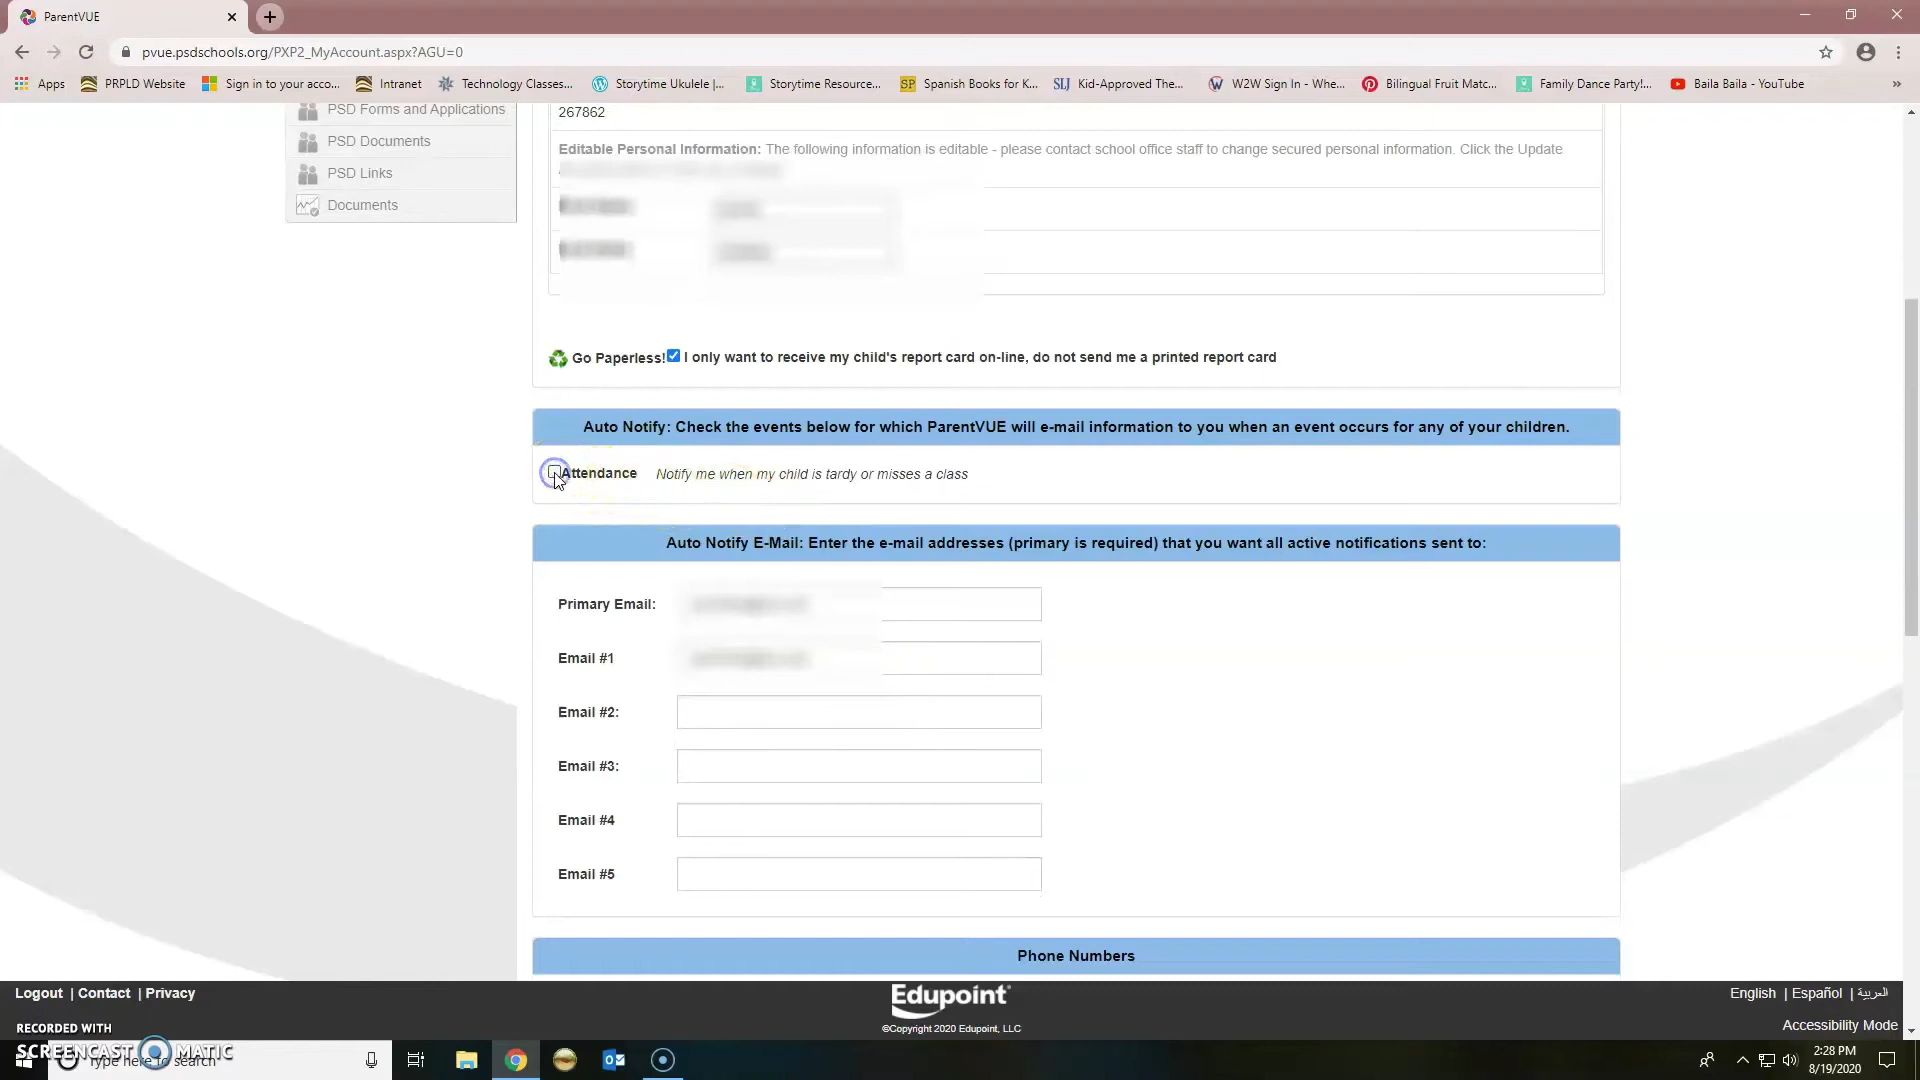 ParentVUE
pvue.psdschools.org/PXP2_MyAccount.aspx?AGU=0
Apps
PRPLD Website
Sign in to your acco...
Intranet
Technology Classes...
Storytime Ukulele |...
Storytime Resource...
SP
Spanish Books for K...
SLJ
Kid-Approved The...
W2W Sign In - Whe...
Bilingual Fruit Matc...
Family Dance Party!...
Baila Baila - YouTube
»
PSD Forms and Applications
PSD Documents
PSD Links
Documents
267862
Editable Personal Information: The following information is editable - please contact school office staff to change secured personal information. Click the Update
Go Paperless! I only want to receive my child's report card on-line, do not send me a printed report card
Auto Notify: Check the events below for which ParentVUE will e-mail information to you when an event occurs for any of your children.
Attendance Notify me when my child is tardy or misses a class
Auto Notify E-Mail: Enter the e-mail addresses (primary is required) that you want all active notifications sent to:
Primary Email:
Email #1
Email #2:
Email #3:
Email #4
Email #5
Phone Numbers
Logout | Contact | Privacy
Edupoint
©Copyright 2020 Edupoint, LLC
English | Español | العربية
Accessibility Mode
RECORDED WITH
SCREENCAST MATIC
Type here to search
2:28 PM
8/19/2020